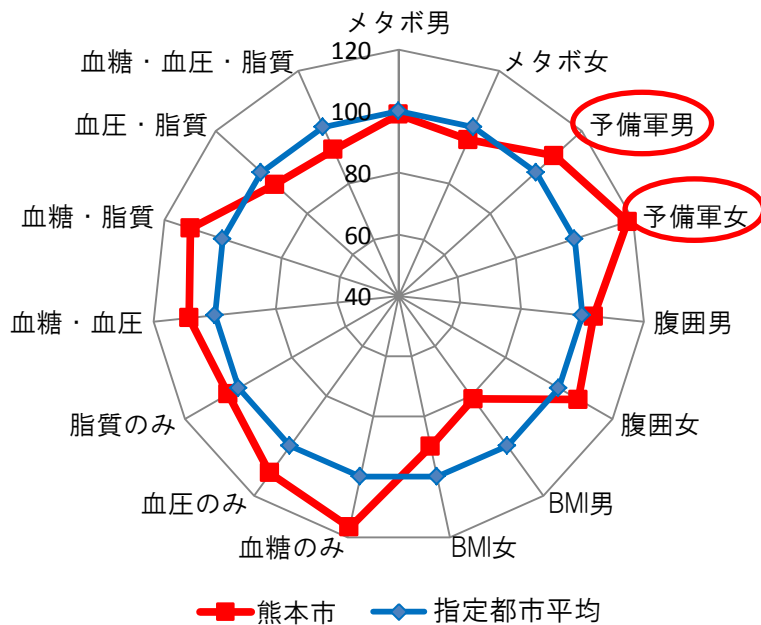 メタボ男
メタボ女
予備軍男
予備軍女
腹囲男
腹囲女
BMI男
BMI女
血糖のみ
血圧のみ
脂質のみ
血糖・血圧
血糖・脂質
血圧・脂質
血糖・血圧・脂質
120
100
80
60
40
熊本市
指定都市平均